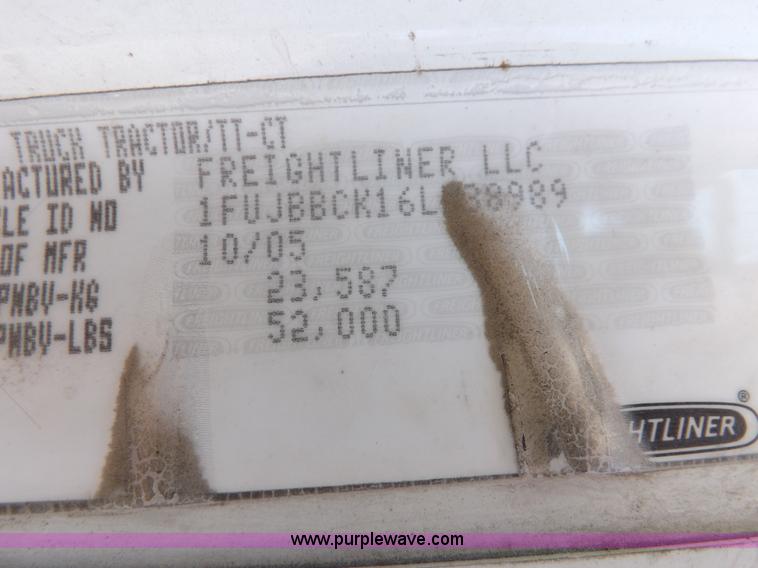 TRUCK TRACTOR/TT-CT
ACTURED BY FREIGHTLINER LLC
LE ID NO
OF MFR 10/05
PNBV-KG 23,587
PNBV-LBS 52,000
HTLINER®
www.purplewave.com